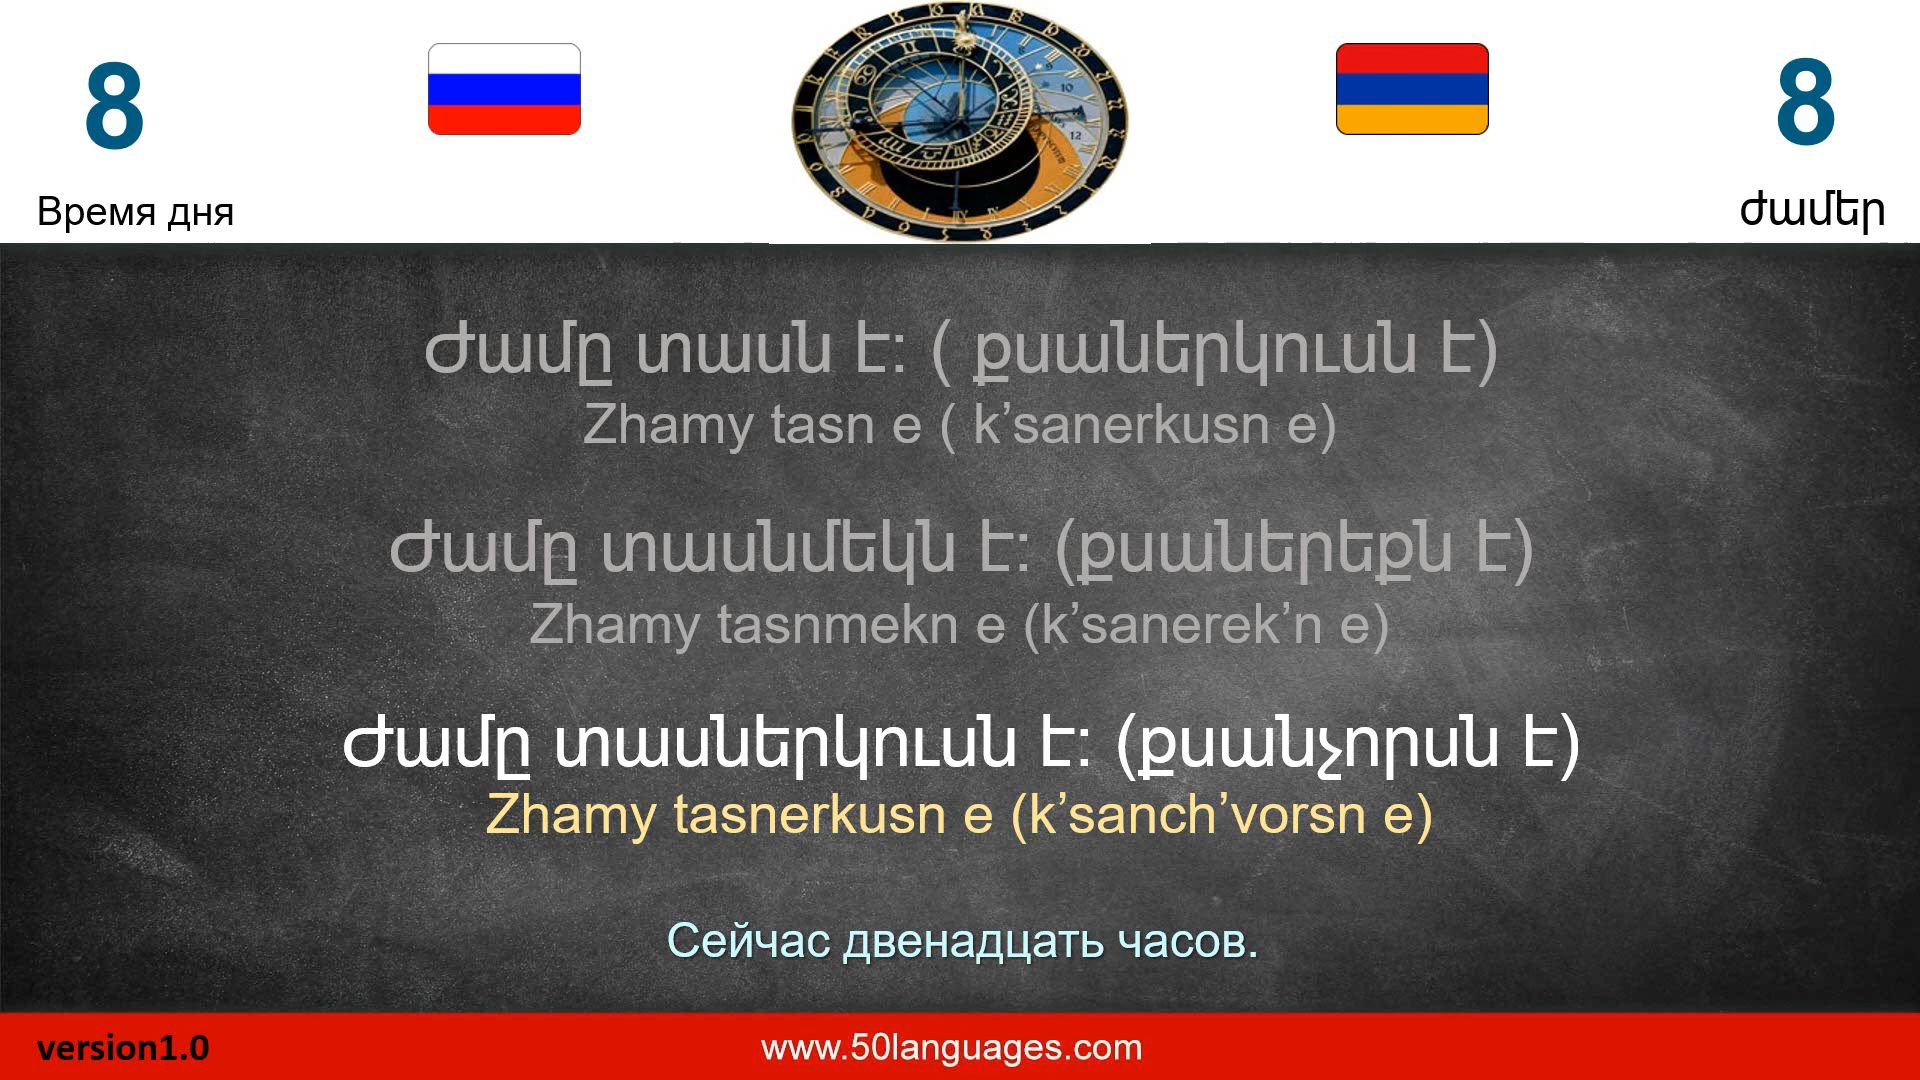 8
8
Время дня
ժամեր
Ժամը տասն է: ( քսաներկուսն է)
Zhamy tasn e ( k’sanerkusn e)
Ժամը տասնմեկն է: (քսաներեքն է)
Zhamy tasnmekn e (k’sanerek’n e)
Ժամը տասներկուսն է: (քսանչորսն է)
Zhamy tasnerkusn e (k’sanch’vorsn e)
Сейчас двенадцать часов.
version1.0
www.50languages.com